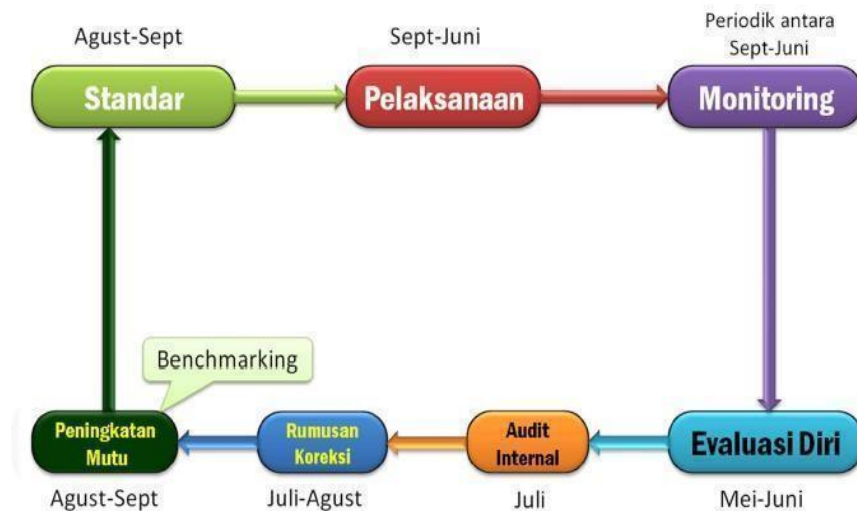 Agust-Sept
Sept-Juni
Periodik antara
Sept-Juni
Standar
Pelaksanaan
Monitoring
Benchmarking
Peningkatan
Mutu
Rumusan
Koreksi
Audit
Internal
Evaluasi Diri
Agust-Sept
Juli-Agust
Juli
Mei-Juni